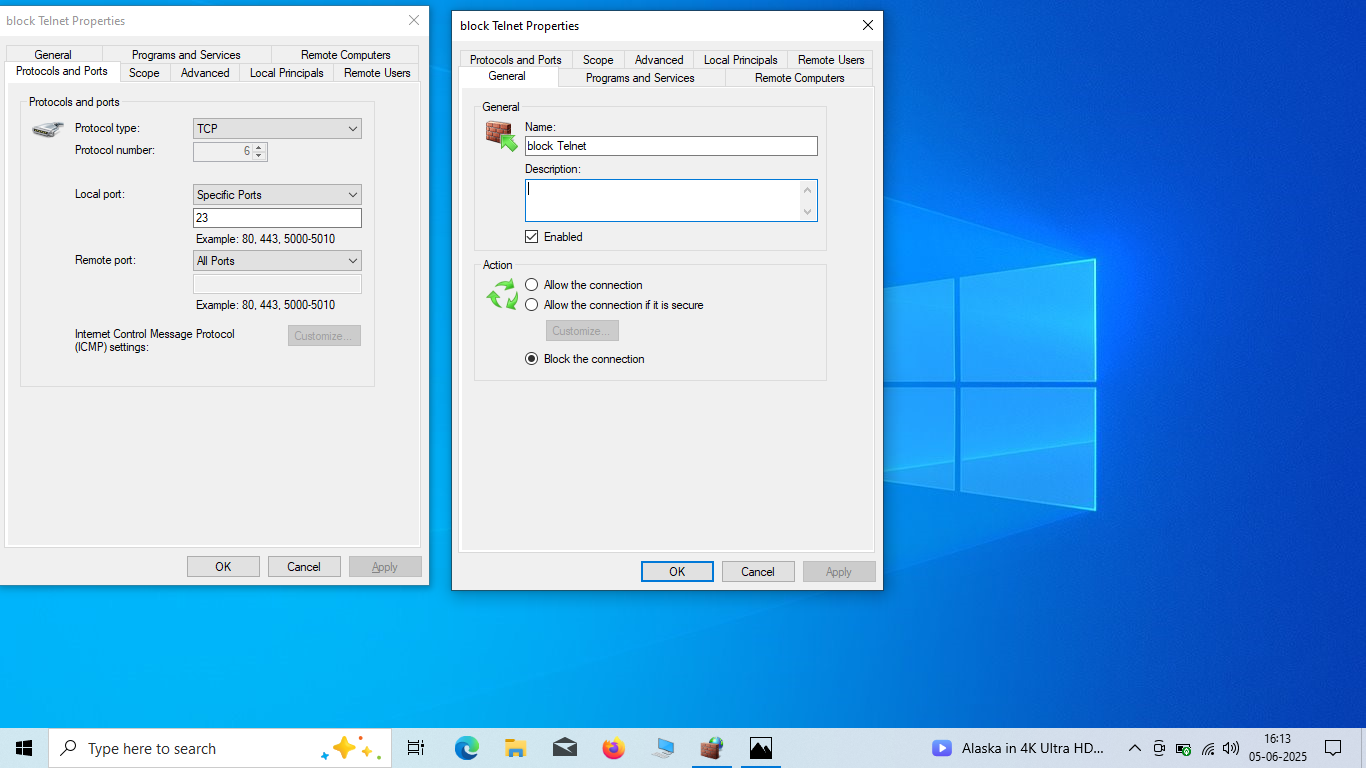 block Telnet Properties
General
Programs and Services
Remote Computers
Protocols and Ports
Scope
Advanced
Local Principals
Remote Users
Protocols and ports
Protocol type:
TCP
Protocol number:
6
Local port:
Specific Ports
23
Example: 80, 443, 5000-5010
Remote port:
All Ports
Example: 80, 443, 5000-5010
Internet Control Message Protocol
(ICMP) settings:
Customize...
OK
Cancel
Apply
block Telnet Properties
Protocols and Ports
Scope
Advanced
Local Principals
Remote Users
General
Programs and Services
Remote Computers
General
Name:
block Telnet
Description:
Enabled
Action
Allow the connection
Allow the connection if it is secure
Customize...
Block the connection
OK
Cancel
Apply
Type here to search
Alaska in 4K Ultra HD...
16:13
05-06-2025